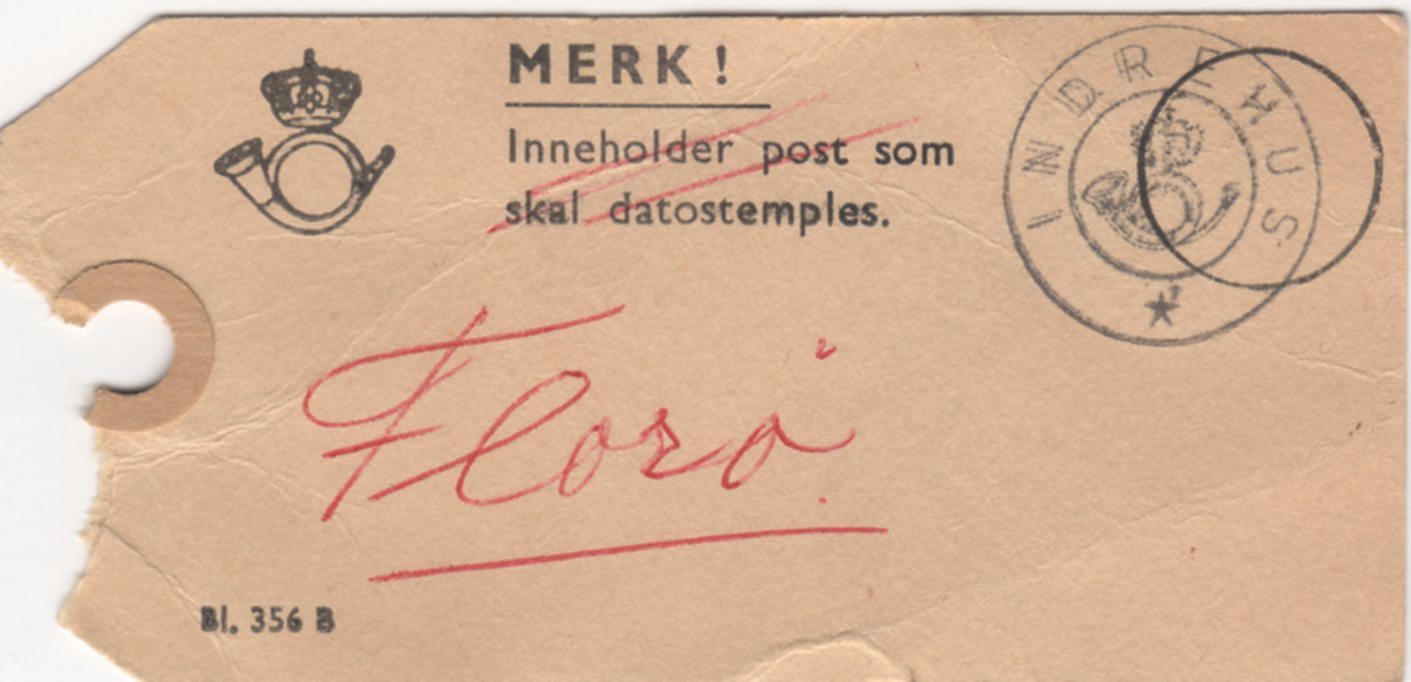 MERK!
Inneholder post som
skal datostemples.
INDREHUS
Florø
Bl. 356 B